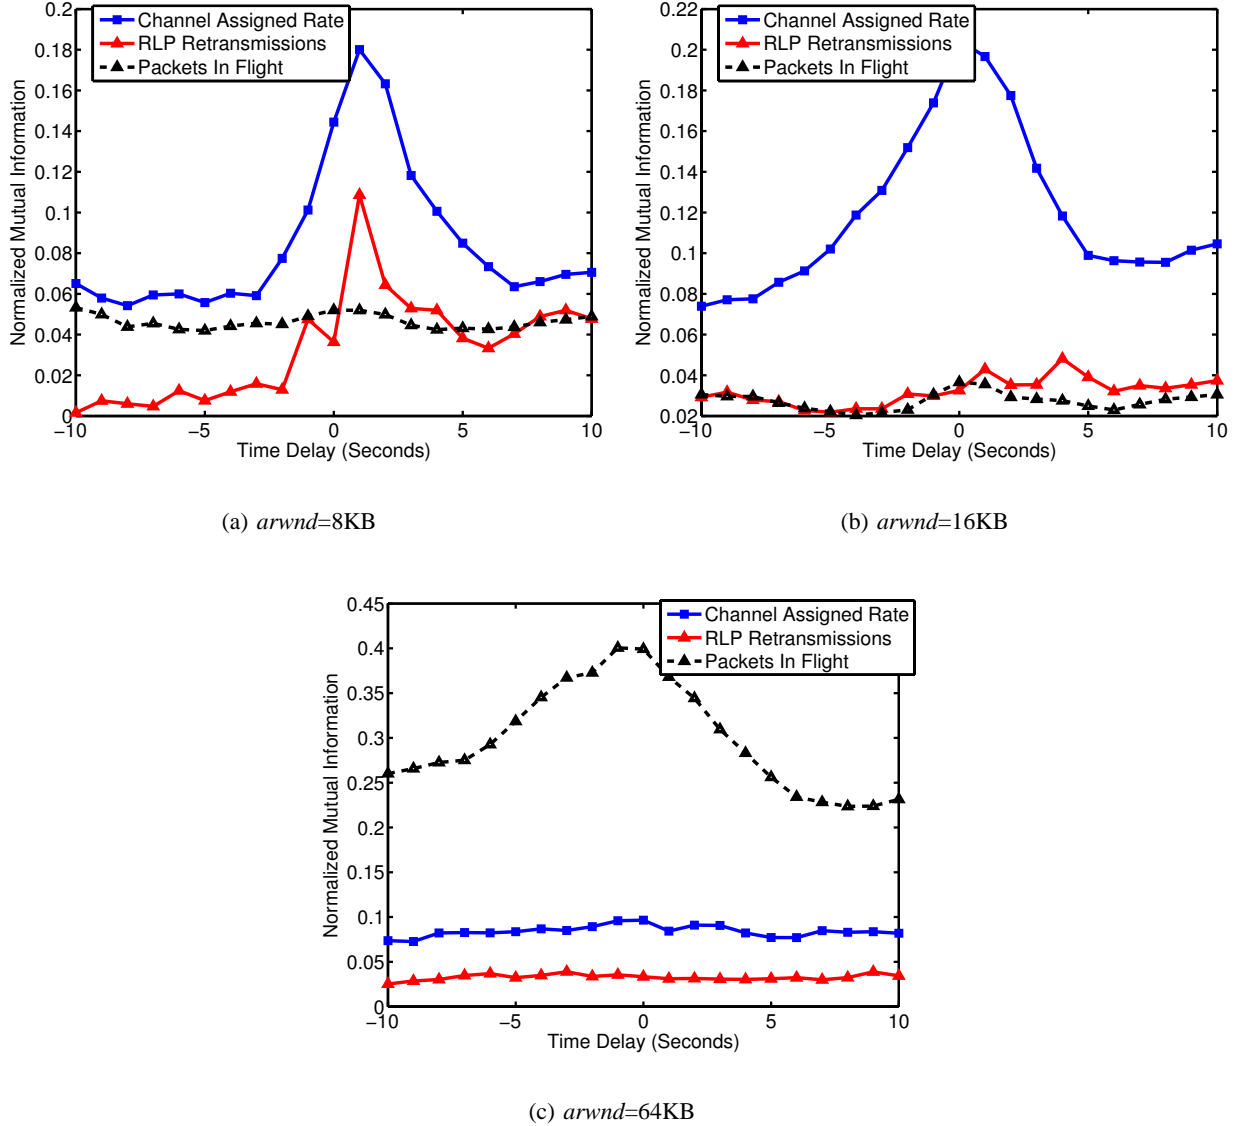 Channel Assigned Rate
RLP Retransmissions
Packets In Flight
Normalized Mutual Information
0.2
0.18
0.16
0.14
0.12
0.1
0.08
0.06
0.04
0.02
0
−10
−5
0
5
10
Time Delay (Seconds)
(a) arwnd=8KB
Channel Assigned Rate
RLP Retransmissions
Packets In Flight
Normalized Mutual Information
0.22
0.2
0.18
0.16
0.14
0.12
0.1
0.08
0.06
0.04
0.02
−10
−5
0
5
10
Time Delay (Seconds)
(b) arwnd=16KB
Channel Assigned Rate
RLP Retransmissions
Packets In Flight
Normalized Mutual Information
0.45
0.4
0.35
0.3
0.25
0.2
0.15
0.1
0.05
0
−10
−5
0
5
10
Time Delay (Seconds)
(c) arwnd=64KB